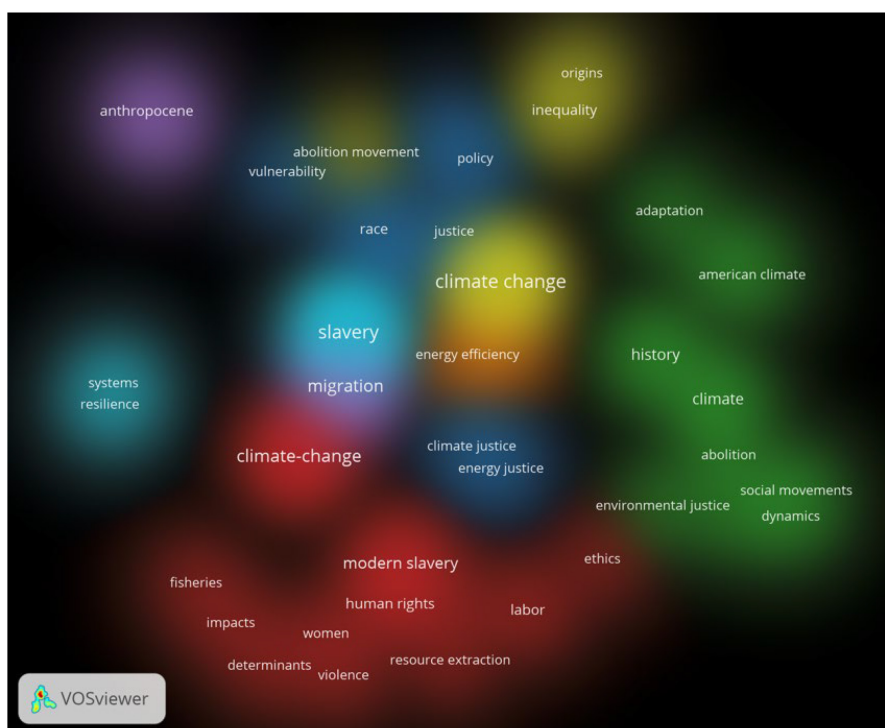 origins
anthropocene
inequality
abolition movement
policy
vulnerability
adaptation
race
justice
american climate
climate change
slavery
energy efficiency
history
systems
migration
resilience
climate
climate justice
climate-change
abolition
energy justice
social movements
environmental justice
dynamics
modern slavery
ethics
fisheries
human rights
labor
impacts
women
resource extraction
determinants
violence
VOSviewer